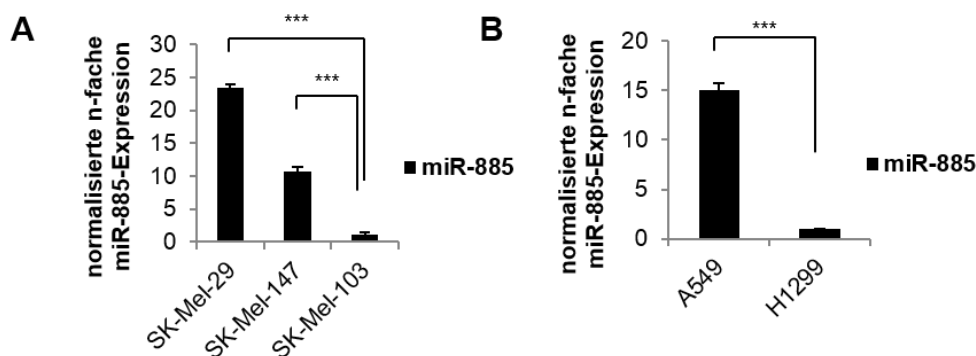 A
normalisierte n-fache
miR-885-Expression
30
25
20
15
10
5
0
***
***
SK-Mel-29
SK-Mel-147
SK-Mel-103
miR-885
B
normalisierte n-fache
miR-885-Expression
20
15
10
5
0
***
A549
H1299
miR-885